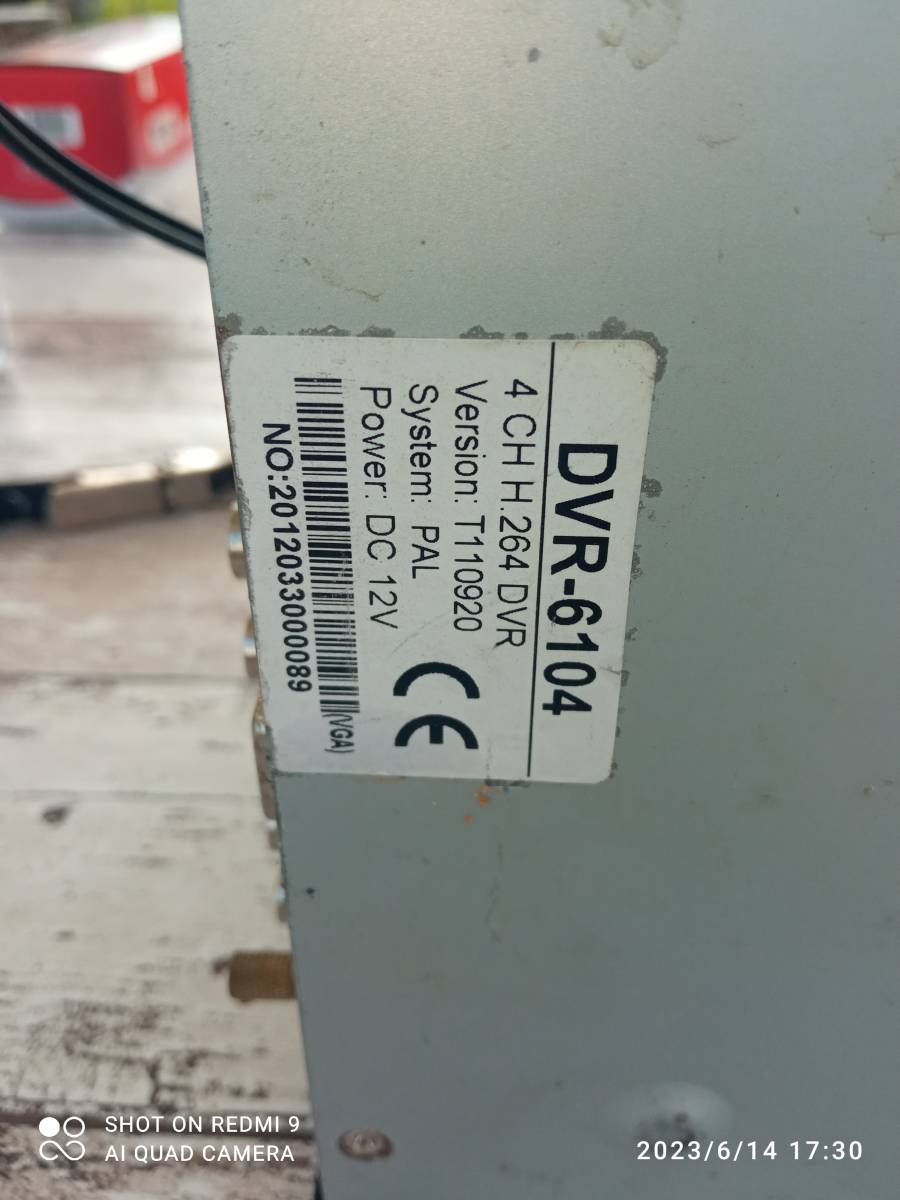 DVR-6104
4 CH H.264 DVR
Version: T110920
System: PAL
Power: DC 12V
CE
(VGA)
NO:201203300089
SHOT ON REDMI 9
AI QUAD CAMERA
2023/6/14 17:30